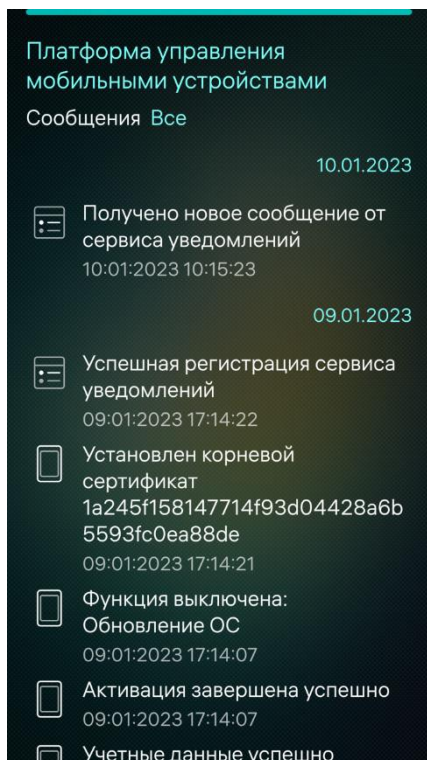 Платформа управления
мобильными устройствами
Сообщения Все
10.01.2023
Получено новое сообщение от
сервиса уведомлений
10:01:2023 10:15:23
09.01.2023
Успешная регистрация сервиса
уведомлений
09:01:2023 17:14:22
Установлен корневой
сертификат
1a245f158147714f93d04428a6b
5593fc0ea88de
09:01:2023 17:14:21
Функция выключена:
Обновление ОС
09:01:2023 17:14:07
Активация завершена успешно
09:01:2023 17:14:07
Учетные данные успешно